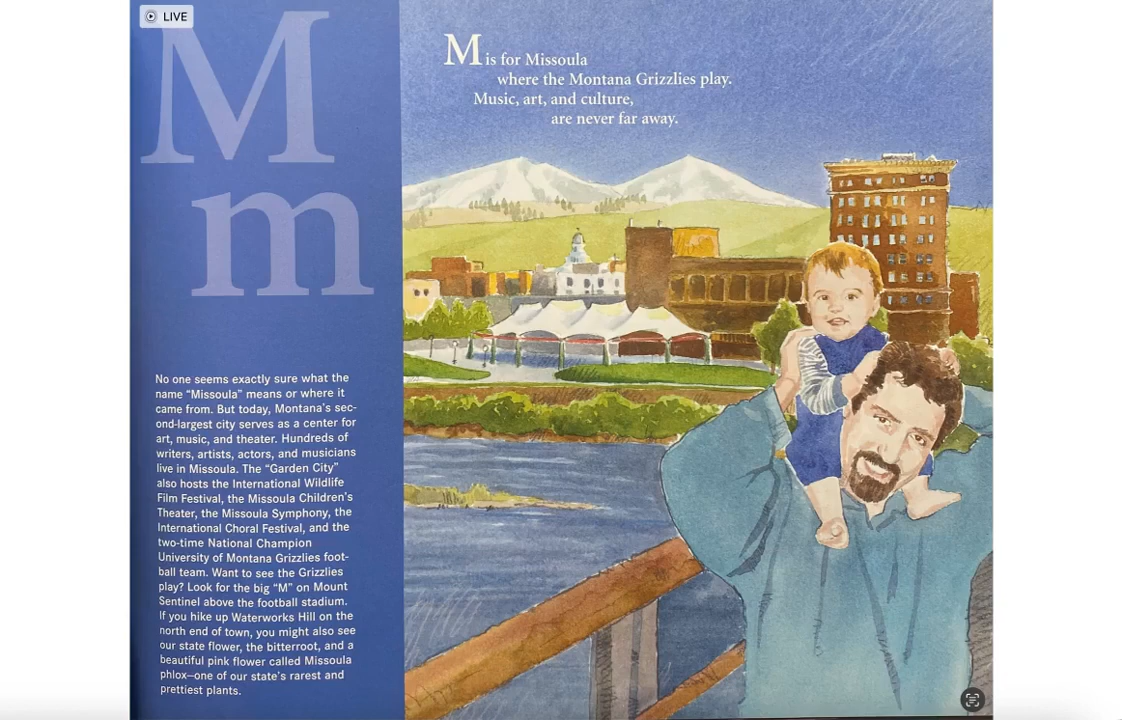 LIVE
M
m
M is for Missoula
where the Montana Grizzlies play.
Music, art, and culture,
are never far away.
No one seems exactly sure what the
name “Missoula” means or where it
came from. But today, Montana’s sec-
ond-largest city serves as a center for
art, music, and theater. Hundreds of
writers, artists, actors, and musicians
live in Missoula. The “Garden City”
also hosts the International Wildlife
Film Festival, the Missoula Children’s
Theater, the Missoula Symphony, the
International Choral Festival, and the
two-time National Champion
University of Montana Grizzlies foot-
ball team. Want to see the Grizzlies
play? Look for the big “M” on Mount
Sentinel above the football stadium.
If you hike up Waterworks Hill on the
north end of town, you might also see
our state flower, the bitterroot, and a
beautiful pink flower called Missoula
phlox—one of our state’s rarest and
prettiest plants.